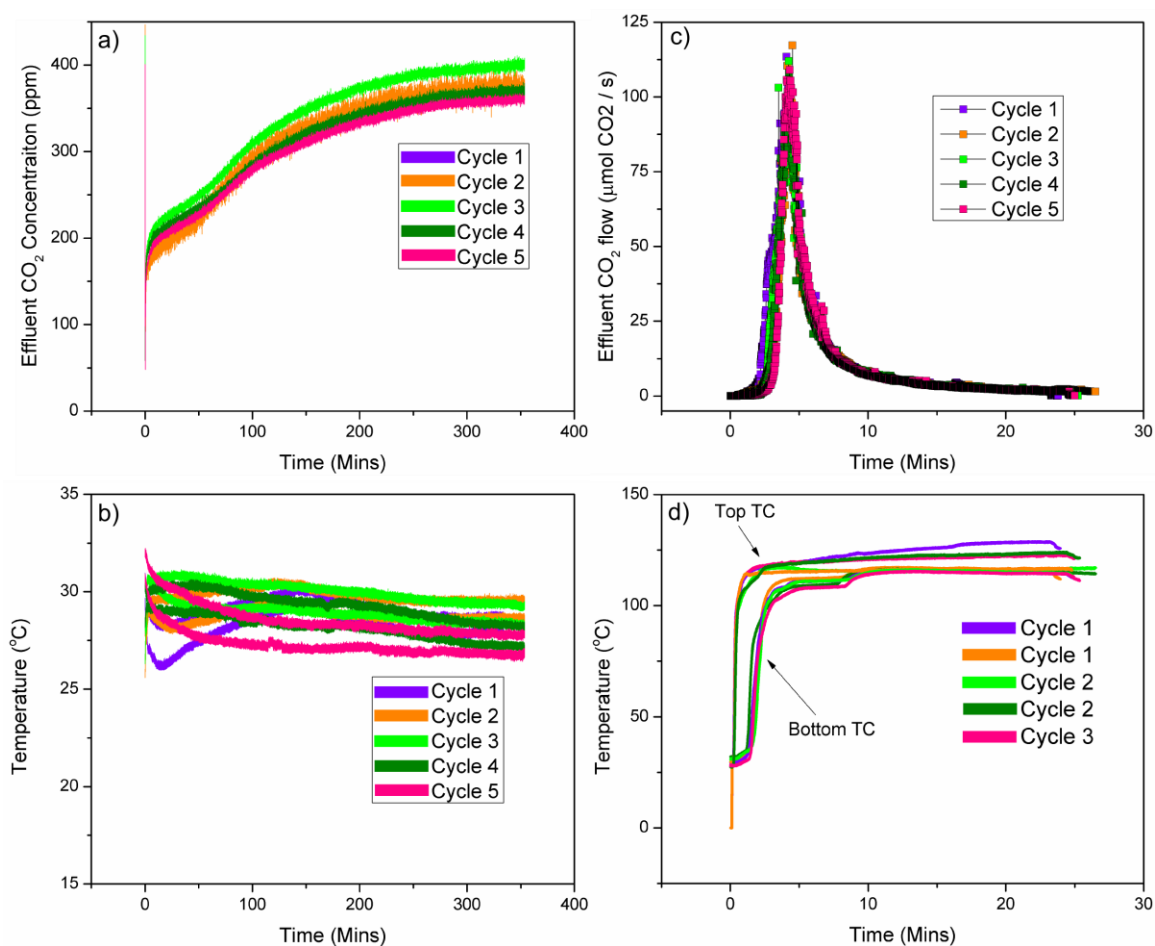 a)
Effluent CO2 Concentraiton (ppm)
400
300
200
100
0
Cycle 1
Cycle 2
Cycle 3
Cycle 4
Cycle 5
0
100
200
300
400
Time (Mins)
c)
Effluent CO2 flow (μmol CO2 / s)
125
100
75
50
25
0
Cycle 1
Cycle 2
Cycle 3
Cycle 4
Cycle 5
0
10
20
30
Time (Mins)
b)
Temperature (°C)
35
30
25
20
15
Cycle 1
Cycle 2
Cycle 3
Cycle 4
Cycle 5
0
100
200
300
400
Time (Mins)
d)
Temperature (°C)
150
100
50
0
Top TC
Bottom TC
Cycle 1
Cycle 1
Cycle 2
Cycle 2
Cycle 3
0
10
20
30
Time (Mins)